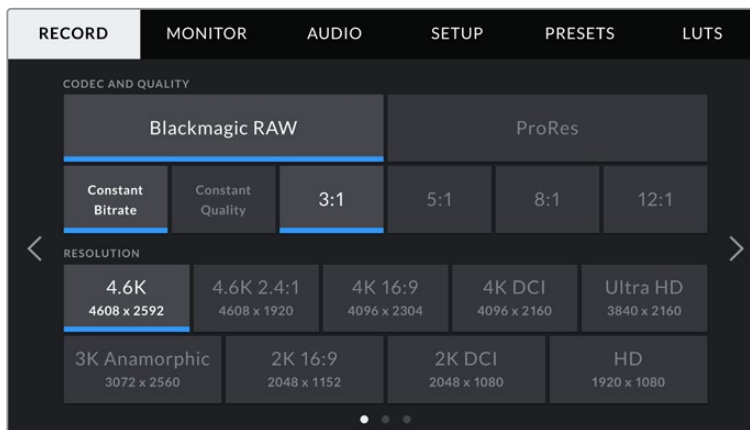 RECORD MONITOR AUDIO SETUP PRESETS LUTS
CODEC AND QUALITY
Blackmagic RAW ProRes
Constant Bitrate Constant Quality 3:1 5:1 8:1 12:1
RESOLUTION
4.6K 4.6K 2.4:1 4K 16:9 4K DCI Ultra HD
4608 x 2592 4608 x 1920 4096 x 2304 4096 x 2160 3840 x 2160
3K Anamorphic 2K 16:9 2K DCI HD
3072 x 2560 2048 x 1152 2048 x 1080 1920 x 1080